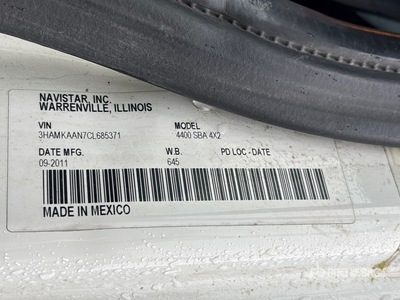 NAVISTAR, INC.
WARRENVILLE, ILLINOIS
VIN MODEL
3HAMKAAN7CL685371 4400 SBA 4X2
DATE MFG. W.B. PD LOC - DATE
09-2011 645
MADE IN MEXICO